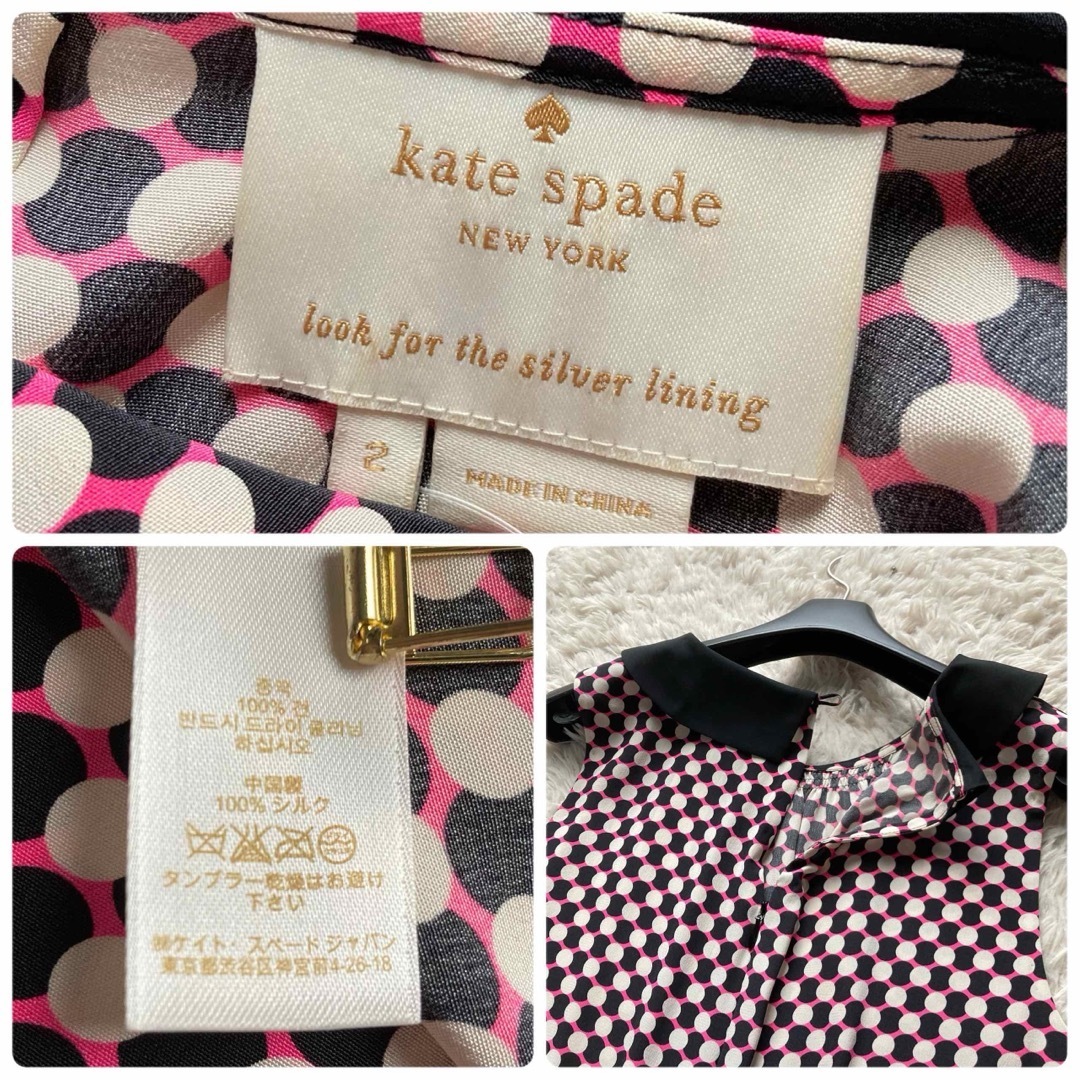 kate spade
NEW YORK
look for the silver lining
2
MADE IN CHINA
중국
100% 견
반드시 드라이 클리닝
하십시오
中国製
100% シルク
タンブラー乾燥はお避け
下さい
㈱ケイト・スペードジャパン
東京都渋谷区神宮前4-26-18